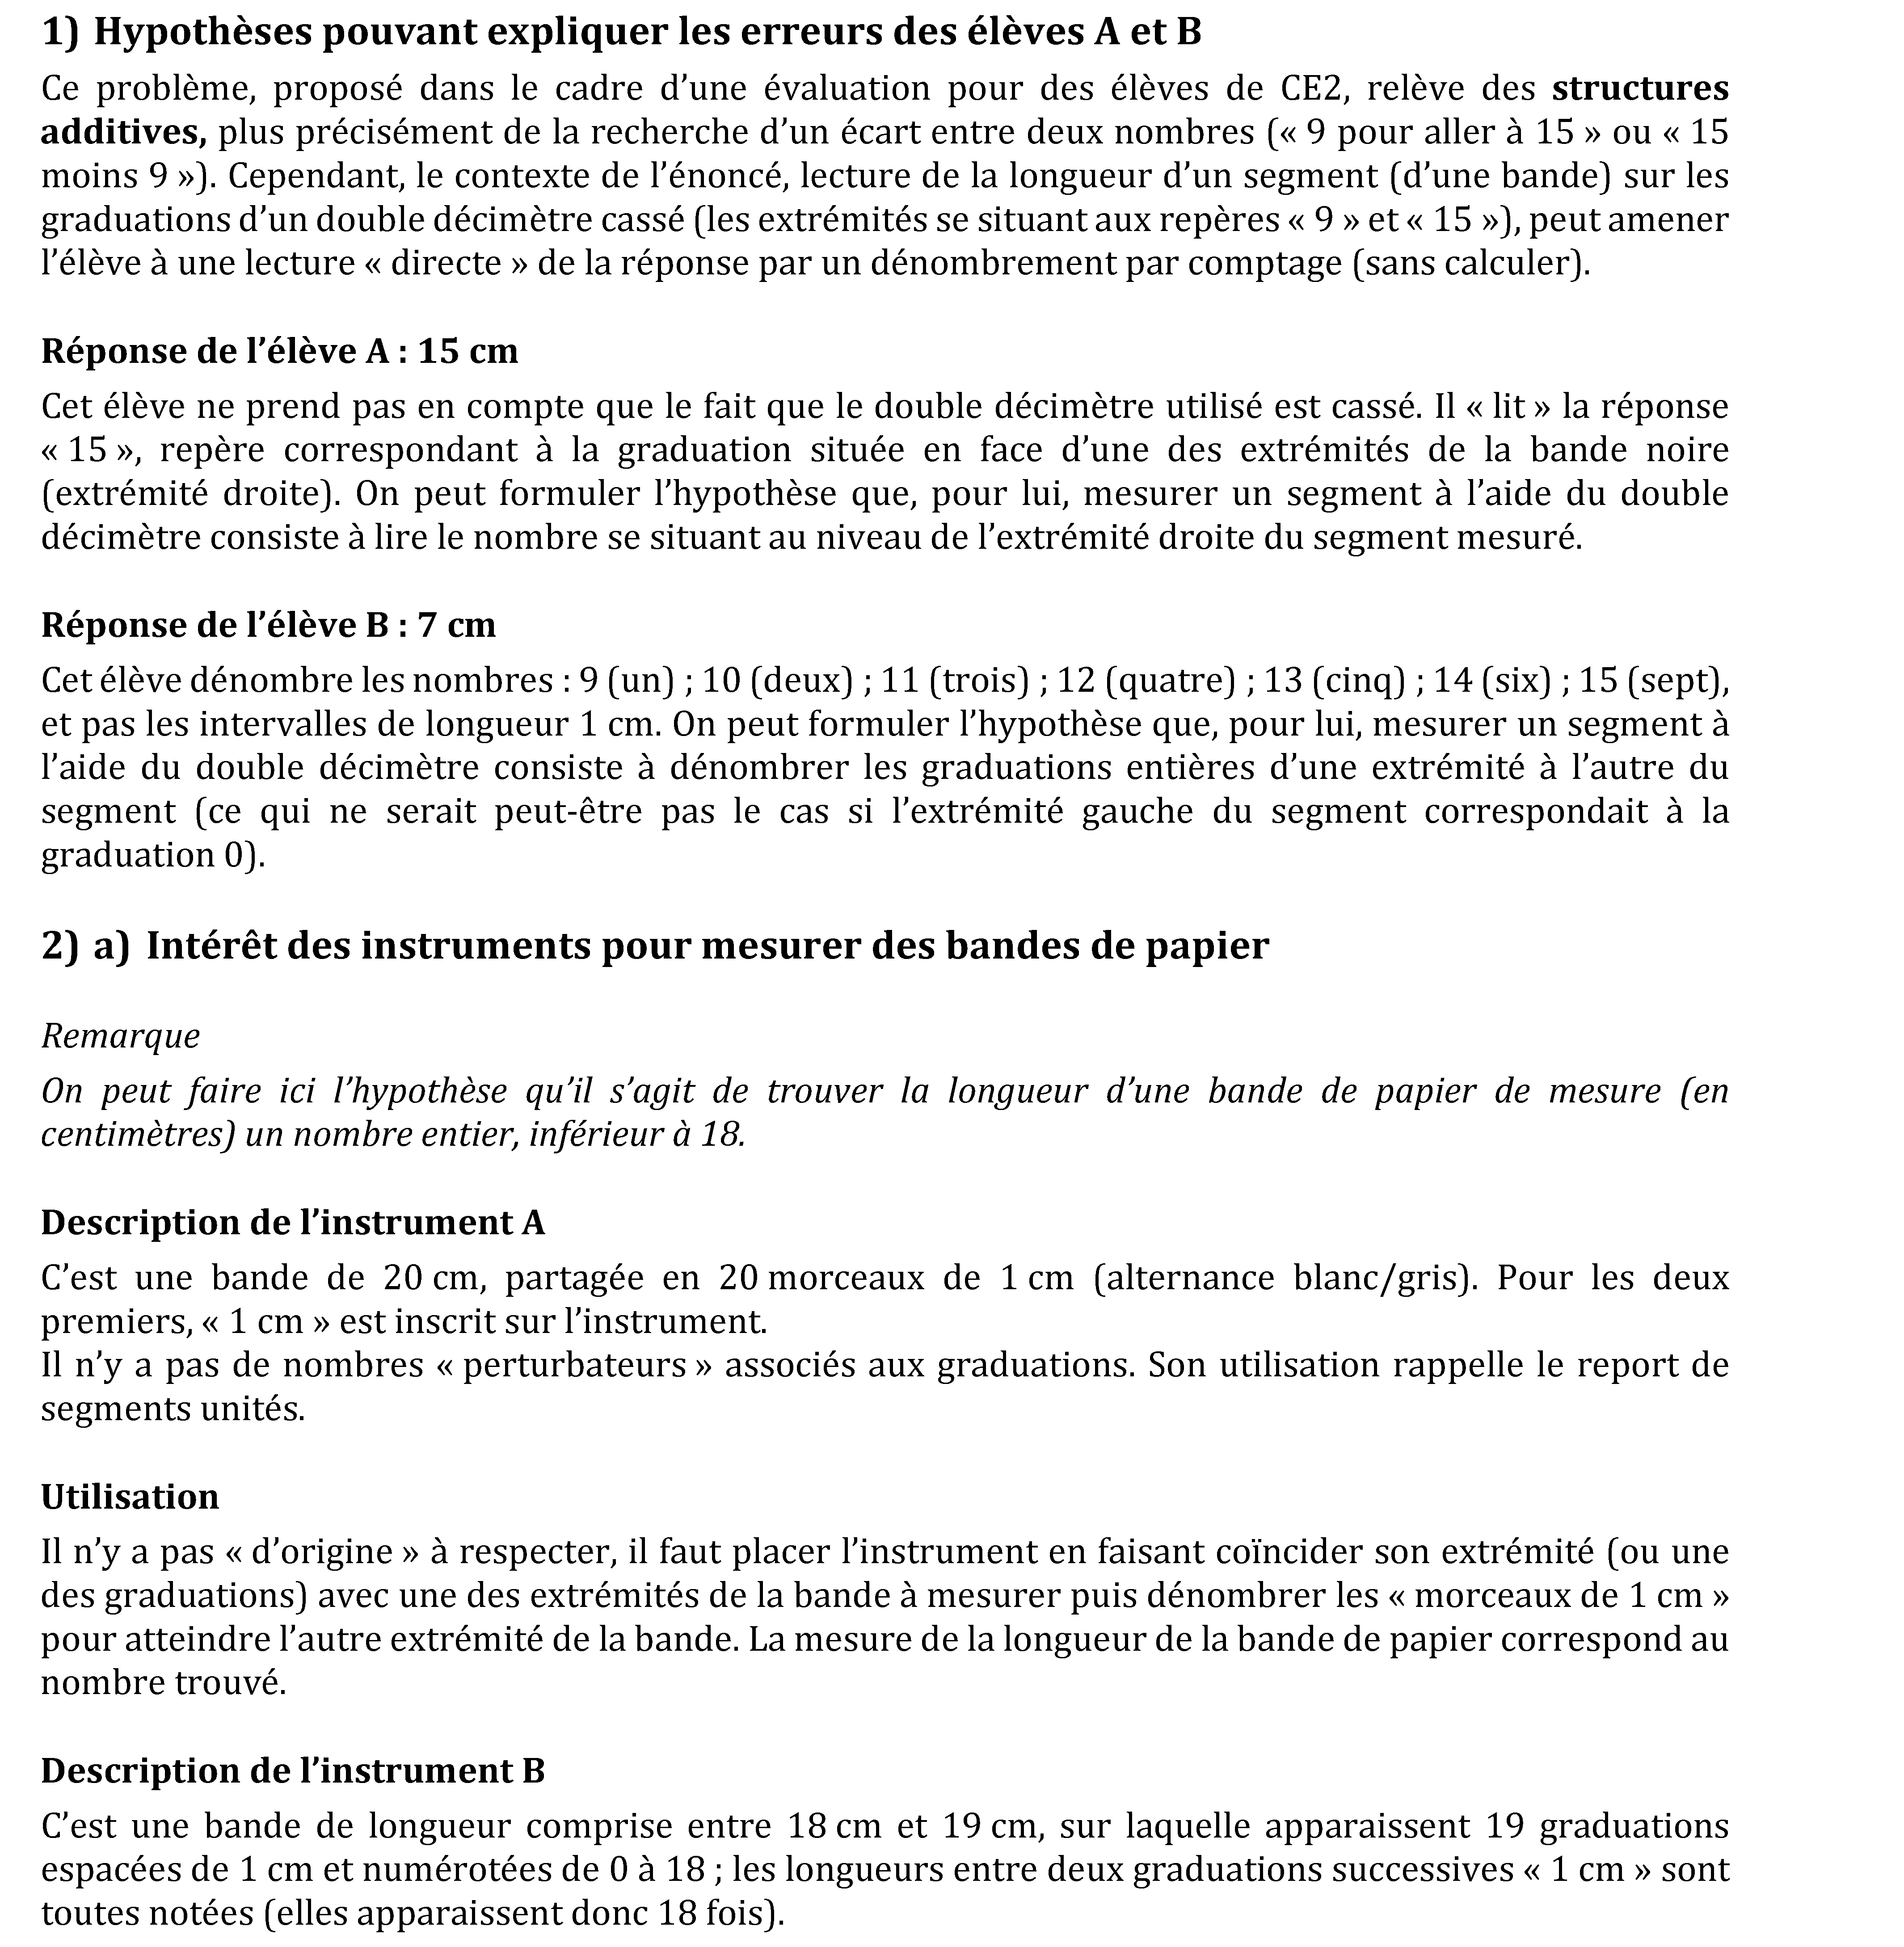 1) Hypothèses pouvant expliquer les erreurs des élèves A et B
Ce problème, proposé dans le cadre d’une évaluation pour des élèves de CE2, relève des structures
additives, plus précisément de la recherche d’un écart entre deux nombres (« 9 pour aller à 15 » ou « 15
moins 9 »). Cependant, le contexte de l’énoncé, lecture de la longueur d’un segment (d’une bande) sur les
graduations d’un double décimètre cassé (les extrémités se situant aux repères « 9 » et « 15 »), peut amener
l’élève à une lecture « directe » de la réponse par un dénombrement par comptage (sans calculer).
Réponse de l’élève A : 15 cm
Cet élève ne prend pas en compte que le fait que le double décimètre utilisé est cassé. Il « lit » la réponse
« 15 », repère correspondant à la graduation située en face d’une des extrémités de la bande noire
(extrémité droite). On peut formuler l’hypothèse que, pour lui, mesurer un segment à l’aide du double
décimètre consiste à lire le nombre se situant au niveau de l’extrémité droite du segment mesuré.
Réponse de l’élève B : 7 cm
Cet élève dénombre les nombres : 9 (un) ; 10 (deux) ; 11 (trois) ; 12 (quatre) ; 13 (cinq) ; 14 (six) ; 15 (sept),
et pas les intervalles de longueur 1 cm. On peut formuler l’hypothèse que, pour lui, mesurer un segment à
l’aide du double décimètre consiste à dénombrer les graduations entières d’une extrémité à l’autre du
segment (ce qui ne serait peut-être pas le cas si l’extrémité gauche du segment correspondait à la
graduation 0).
2) a) Intérêt des instruments pour mesurer des bandes de papier
Remarque
On peut faire ici l’hypothèse qu’il s’agit de trouver la longueur d’une bande de papier de mesure (en
centimètres) un nombre entier, inférieur à 18.
Description de l’instrument A
C’est une bande de 20 cm, partagée en 20 morceaux de 1 cm (alternance blanc/gris). Pour les deux
premiers, « 1 cm » est inscrit sur l’instrument.
Il n’y a pas de nombres « perturbateurs » associés aux graduations. Son utilisation rappelle le report de
segments unités.
Utilisation
Il n’y a pas « d’origine » à respecter, il faut placer l’instrument en faisant coïncider son extrémité (ou une
des graduations) avec une des extrémités de la bande à mesurer puis dénombrer les « morceaux de 1 cm »
pour atteindre l’autre extrémité de la bande. La mesure de la longueur de la bande de papier correspond au
nombre trouvé.
Description de l’instrument B
C’est une bande de longueur comprise entre 18 cm et 19 cm, sur laquelle apparaissent 19 graduations
espacées de 1 cm et numérotées de 0 à 18 ; les longueurs entre deux graduations successives « 1 cm » sont
toutes notées (elles apparaissent donc 18 fois).